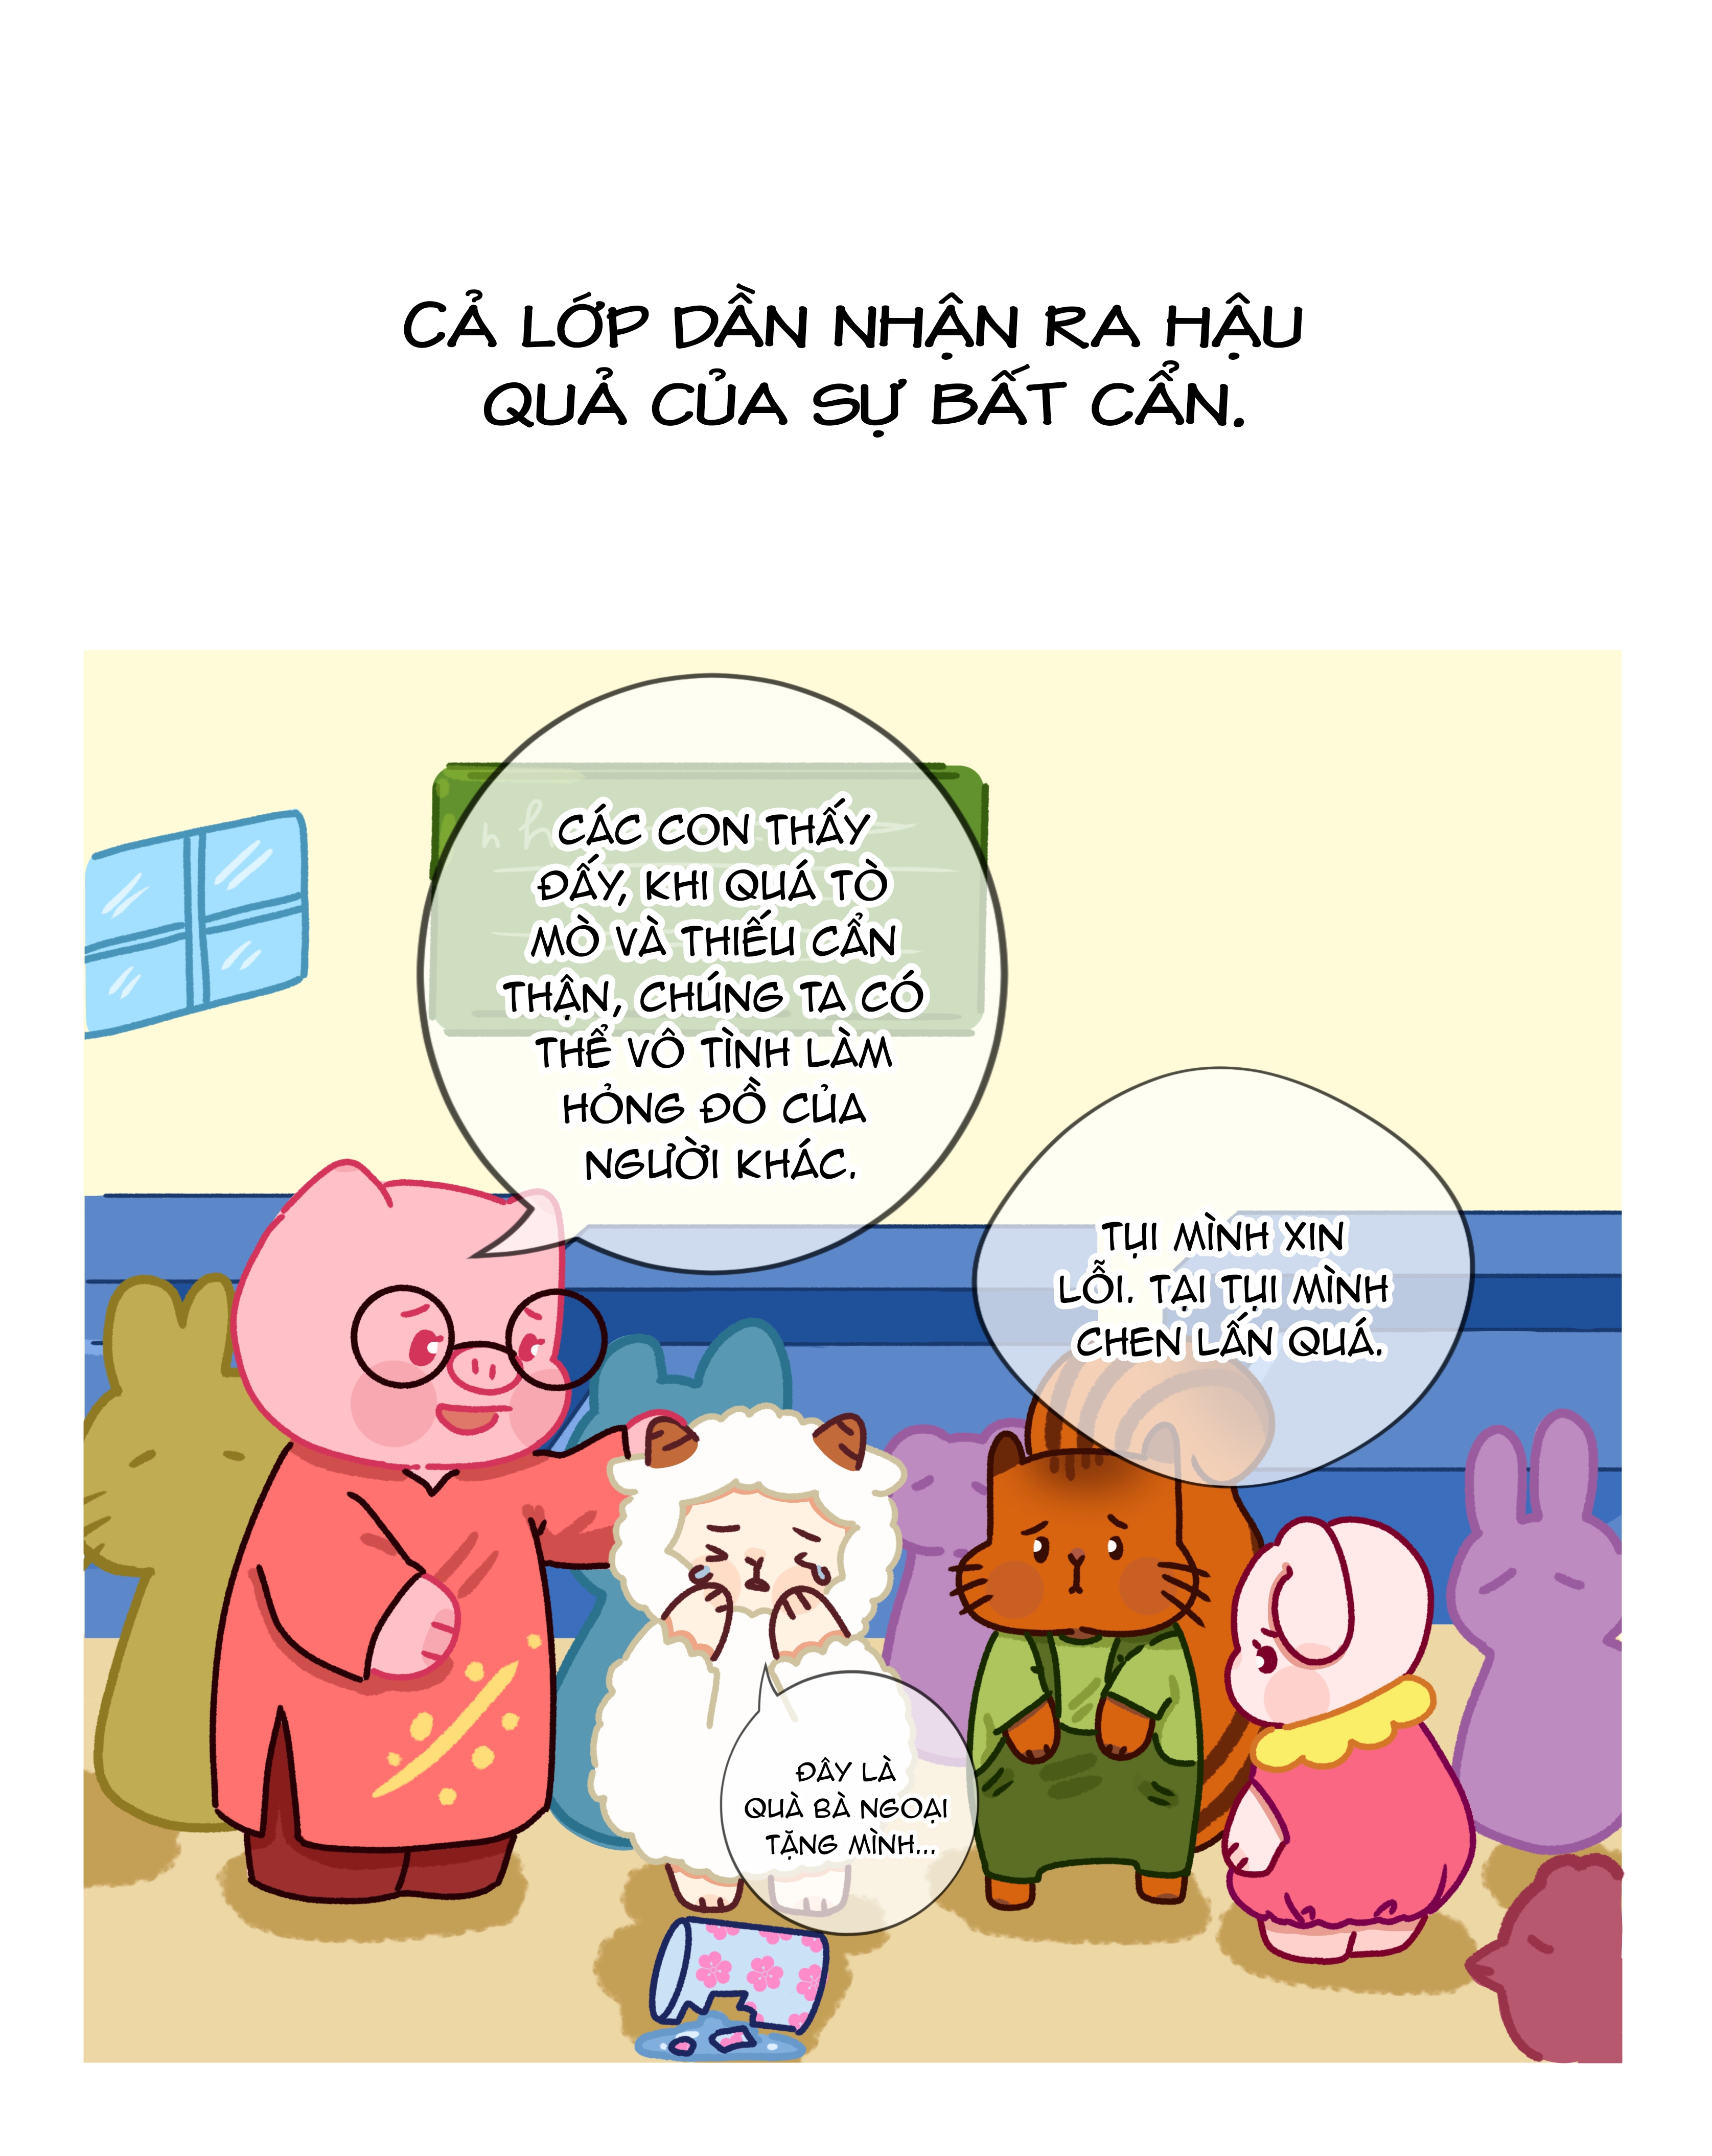 CẢ LỚP DẦN NHẬN RA HẬU
QUẢ CỦA SỰ BẤT CẨN.
CÁC CON THẤY
ĐẤY, KHI QUÁ TÒ
MÒ VÀ THIẾU CẨN
THẬN, CHÚNG TA CÓ
THỂ VÔ TÌNH LÀM
HỎNG ĐỒ CỦA
NGƯỜI KHÁC.
TỤI MÌNH XIN
LỖI. TẠI TỤI MÌNH
CHEN LẤN QUÁ.
ĐÂY LÀ
QUÀ BÀ NGOẠI
TẶNG MÌNH...